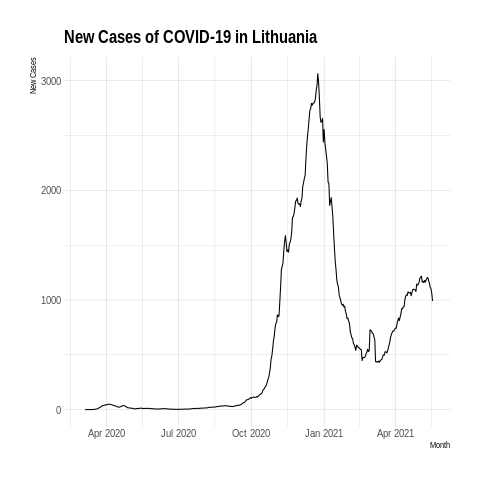 New Cases of COVID-19 in Lithuania
New Cases
3000
2000
1000
0
Apr 2020 Jul 2020 Oct 2020 Jan 2021 Apr 2021
Month